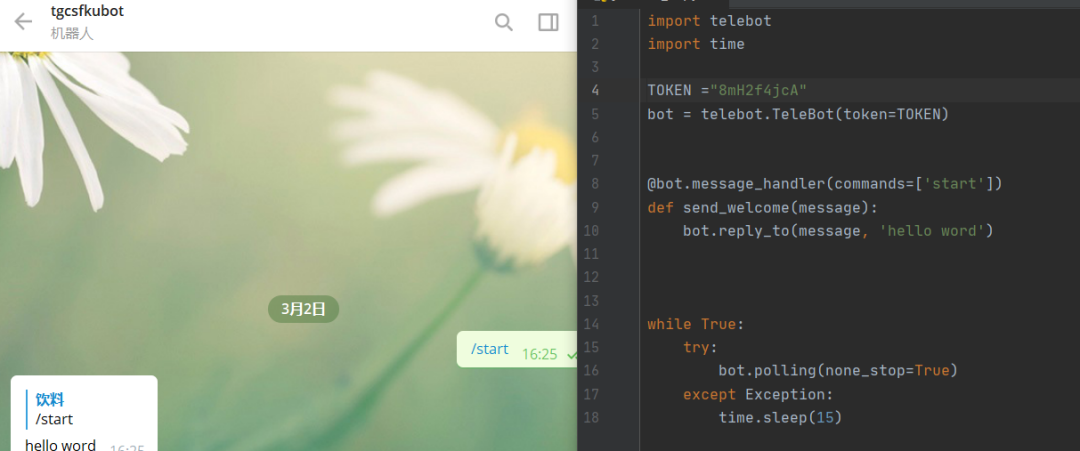 tgcsfkubot
机器人
3月2日
/start 16:25
饮料
/start
hello word 16:25
1 import telebot
2 import time
3
4 TOKEN ="8mH2f4jcA"
5 bot = telebot.TeleBot(token=TOKEN)
6
7
8 @bot.message_handler(commands=['start'])
9 def send_welcome(message):
10 bot.reply_to(message, 'hello word')
11
12
13
14 while True:
15 try:
16 bot.polling(none_stop=True)
17 except Exception:
18 time.sleep(15)